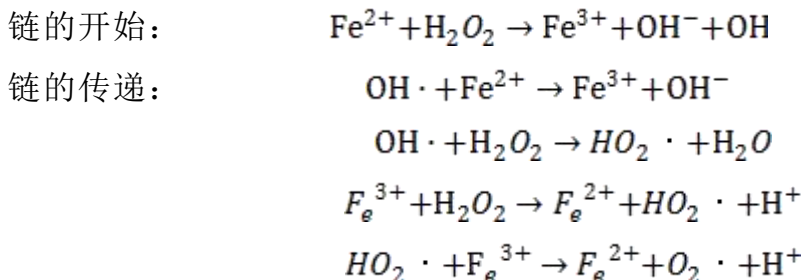 链的开始： Fe²⁺+H₂O₂ → Fe³⁺+OH⁻+OH
链的传递： OH · +Fe²⁺ → Fe³⁺+OH⁻
OH · +H₂O₂ → HO₂ · +H₂O
Fₑ³⁺+H₂O₂ → Fₑ²⁺+HO₂ · +H⁺
HO₂ · +Fₑ³⁺ → Fₑ²⁺+O₂ · +H⁺